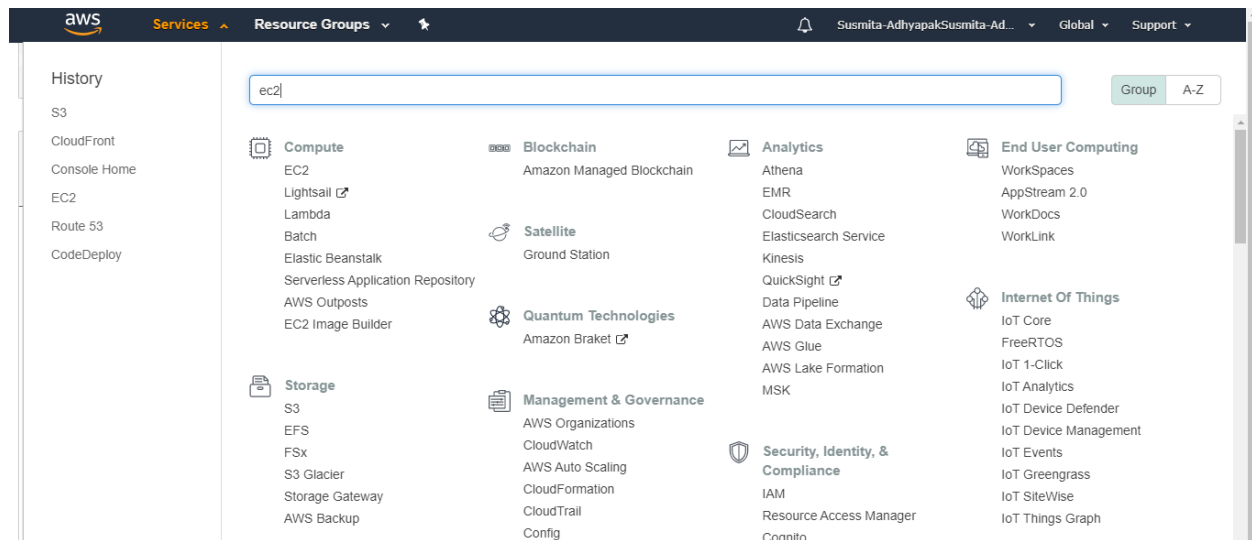 aws Services Resource Groups Susmita-AdhyapakSusmita-Ad... Global Support
History
S3
CloudFront
Console Home
EC2
Route 53
CodeDeploy
ec2
Group A-Z
Compute
EC2
Lightsail
Lambda
Batch
Elastic Beanstalk
Serverless Application Repository
AWS Outposts
EC2 Image Builder
Storage
S3
EFS
FSx
S3 Glacier
Storage Gateway
AWS Backup
Blockchain
Amazon Managed Blockchain
Satellite
Ground Station
Quantum Technologies
Amazon Braket
Management & Governance
AWS Organizations
CloudWatch
AWS Auto Scaling
CloudFormation
CloudTrail
Config
Analytics
Athena
EMR
CloudSearch
Elasticsearch Service
Kinesis
QuickSight
Data Pipeline
AWS Data Exchange
AWS Glue
AWS Lake Formation
MSK
Security, Identity, &
Compliance
IAM
Resource Access Manager
Cognito
End User Computing
WorkSpaces
AppStream 2.0
WorkDocs
WorkLink
Internet Of Things
IoT Core
FreeRTOS
IoT 1-Click
IoT Analytics
IoT Device Defender
IoT Device Management
IoT Events
IoT Greengrass
IoT SiteWise
IoT Things Graph